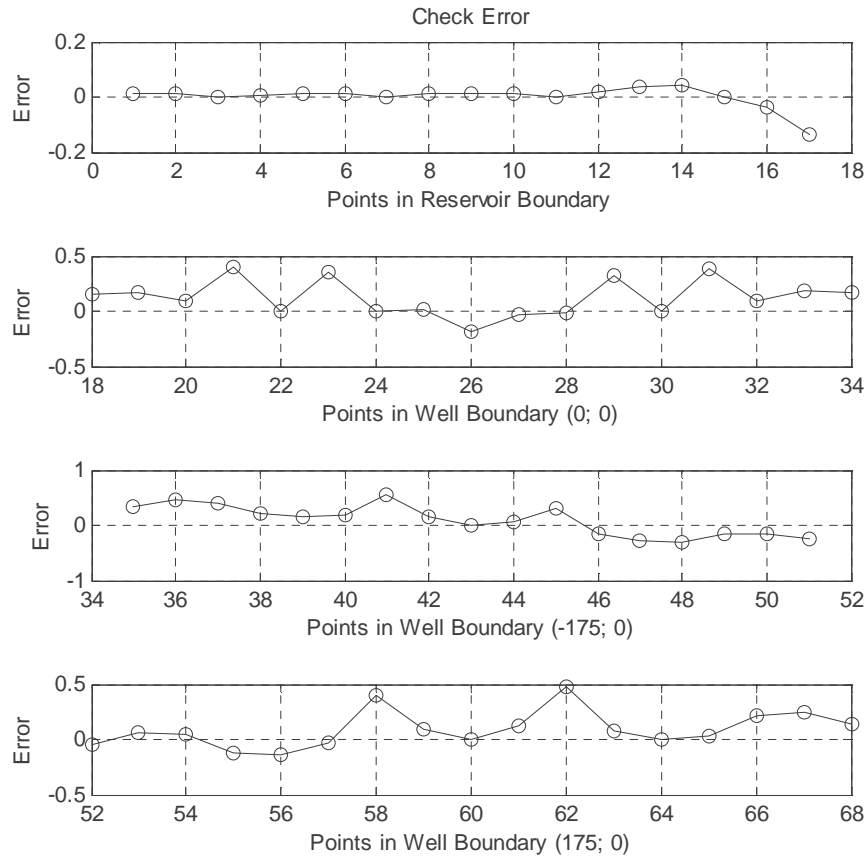 Check Error
0.2
0
-0.2
Error
0 2 4 6 8 10 12 14 16 18
Points in Reservoir Boundary
0.5
0
-0.5
Error
18 20 22 24 26 28 30 32 34
Points in Well Boundary (0; 0)
1
0
-1
Error
34 36 38 40 42 44 46 48 50 52
Points in Well Boundary (-175; 0)
0.5
0
-0.5
Error
52 54 56 58 60 62 64 66 68
Points in Well Boundary (175; 0)